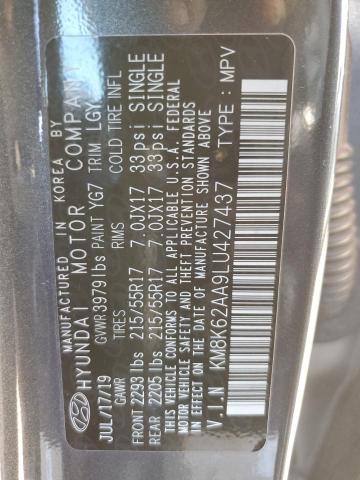 MANUFACTURED IN KOREA BY
HYUNDAI MOTOR COMPANY
JUL/17/19 GVWR 3979 lbs PAINT YG7 TRIM LGY
GAWR TIRES RIMS COLD TIRE INFL
FRONT 2293 lbs 215/55R17 7.0JX17 33 psi SINGLE
REAR 2205 lbs 215/55R17 7.0JX17 33 psi SINGLE
THIS VEHICLE CONFORMS TO ALL APPLICABLE U.S.A. FEDERAL
MOTOR VEHICLE SAFETY AND THEFT PREVENTION STANDARDS
IN EFFECT ON THE DATE OF MANUFACTURE SHOWN ABOVE
V.I.N KM8K62AA9LU427437 TYPE : MPV